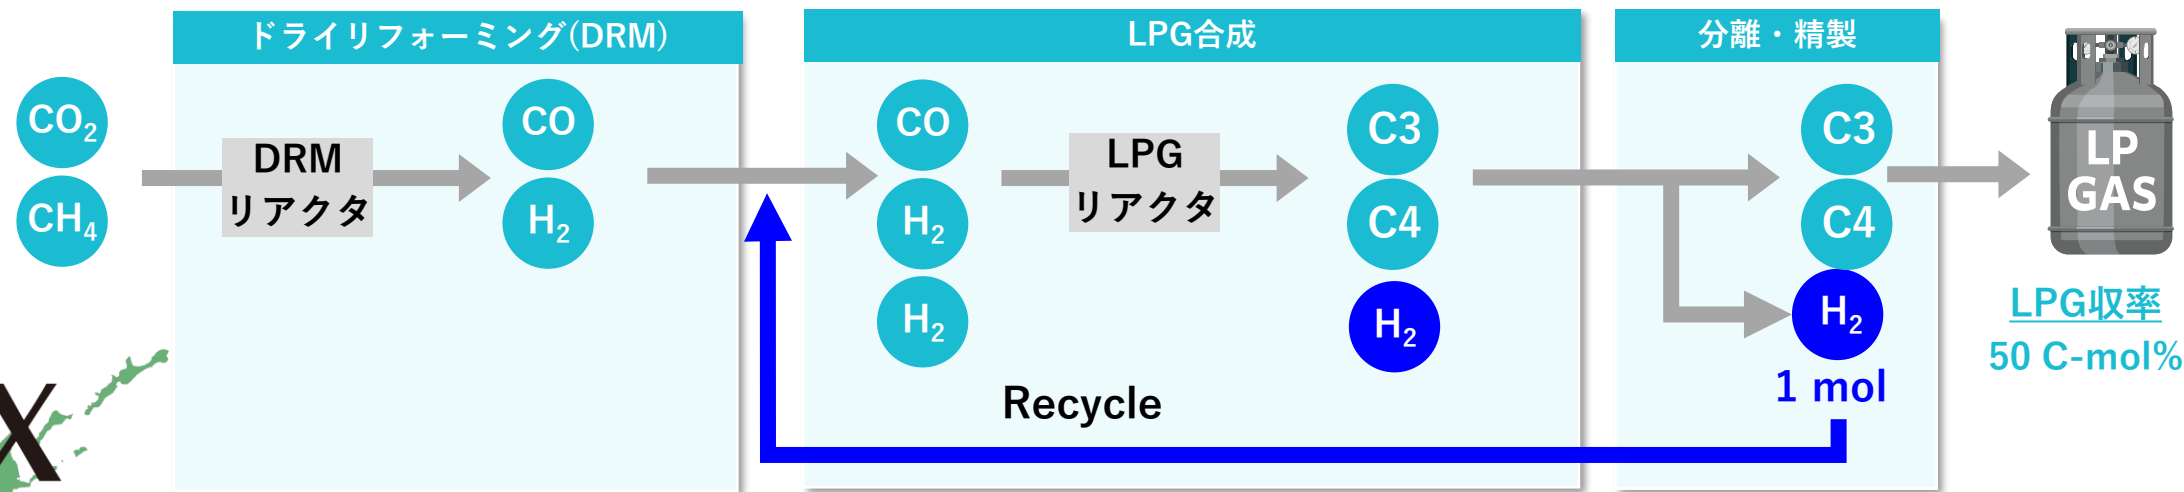 ドライリフォーミング(DRM)
LPG合成
分離・精製
CO₂
CH₄
DRM
リアクタ
CO
H₂
CO
H₂
H₂
LPG
リアクタ
C3
C4
H₂
C3
C4
H₂
1 mol
Recycle
LP
GAS
LPG収率
50 C-mol%
X